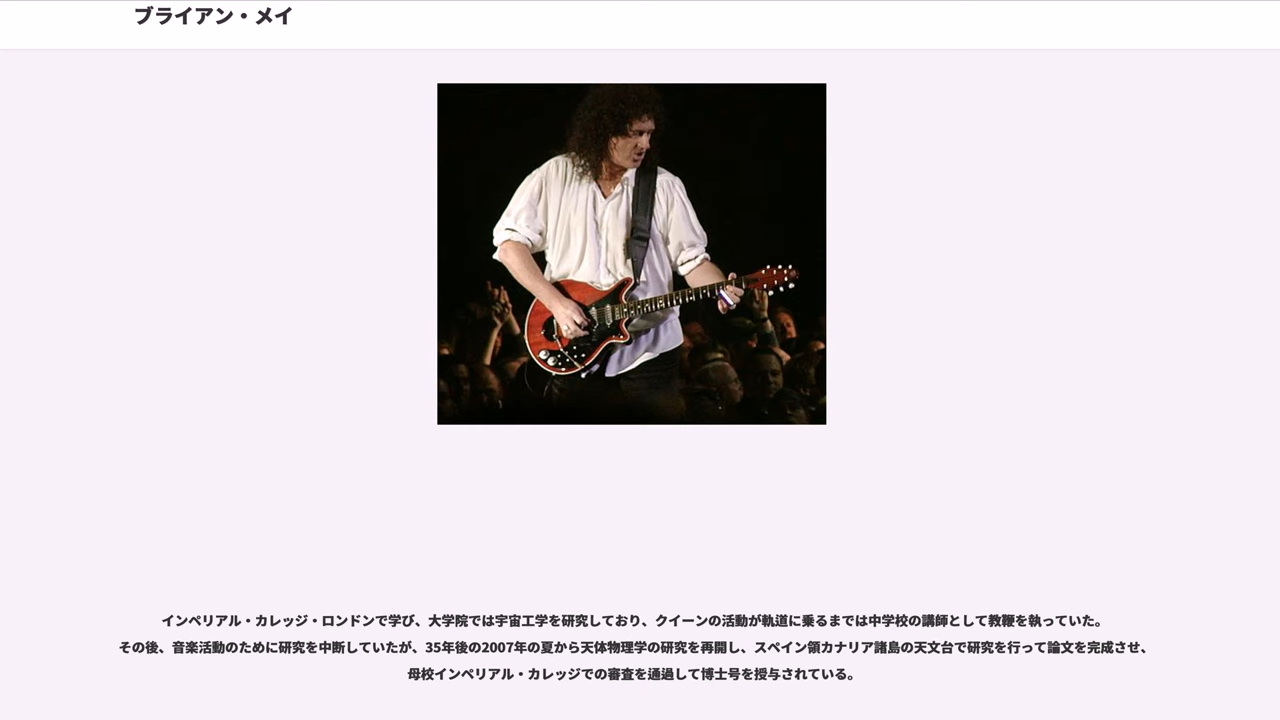 ブライアン・メイ
インペリアル・カレッジ・ロンドンで学び、大学院では宇宙工学を研究しており、クイーンの活動が軌道に乗るまでは中学校の講師として教鞭を執っていた。
その後、音楽活動のために研究を中断していたが、35年後の2007年の夏から天体物理学の研究を再開し、スペイン領カナリア諸島の天文台で研究を行って論文を完成させ、
母校インペリアル・カレッジでの審査を通過して博士号を授与されている。